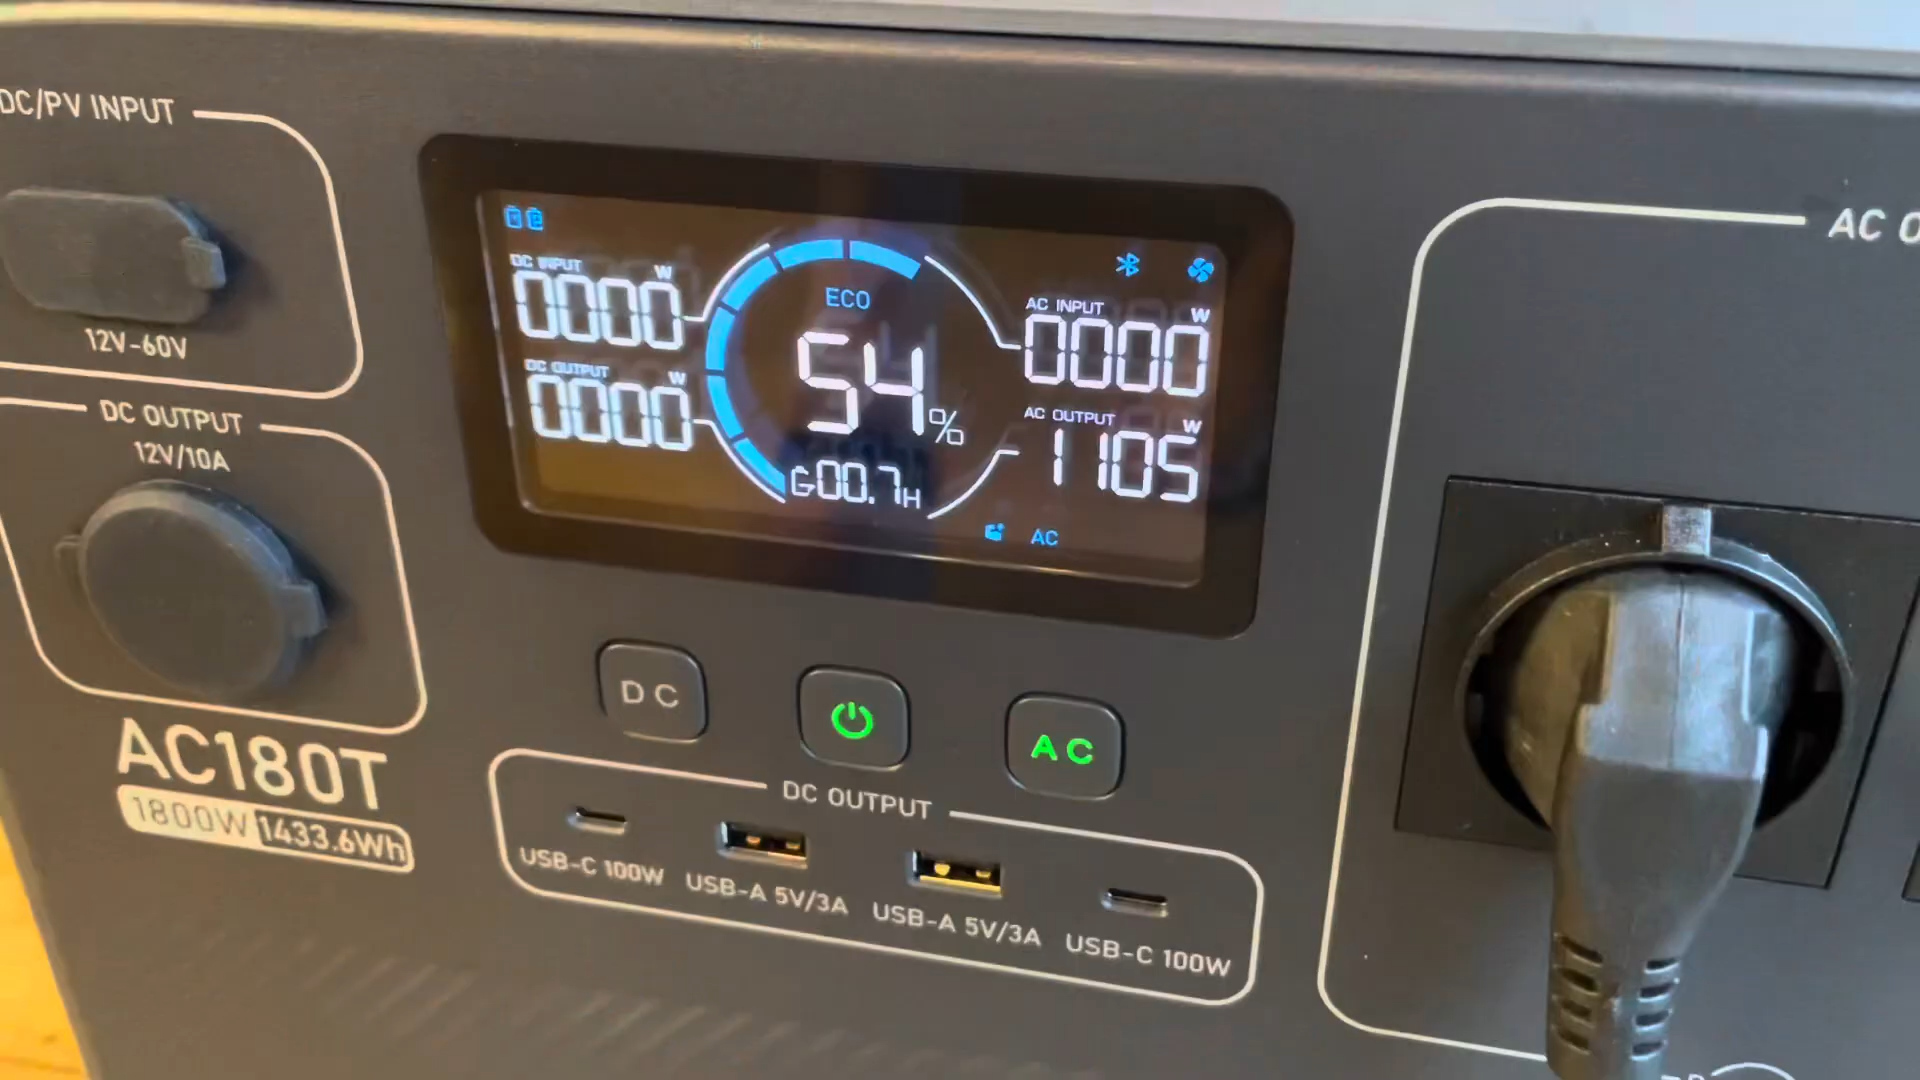 DC/PV INPUT
12V-60V
DC OUTPUT
12V/10A
AC180T
1800W 1433.6Wh
DC INPUT W
0000
DC OUTPUT W
0000
ECO
54%
00.7H
AC INPUT W
0000
AC OUTPUT W
1105
AC
DC
AC
DC OUTPUT
USB-C 100W
USB-A 5V/3A
USB-A 5V/3A
USB-C 100W
AC O